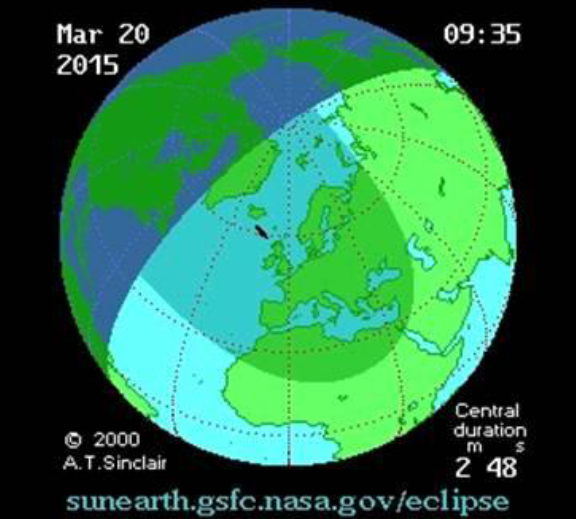 Mar 20
2015
09:35
© 2000
A.T.Sinclair
Central
duration
m s
2 48
sunearth.gsfc.nasa.gov/eclipse